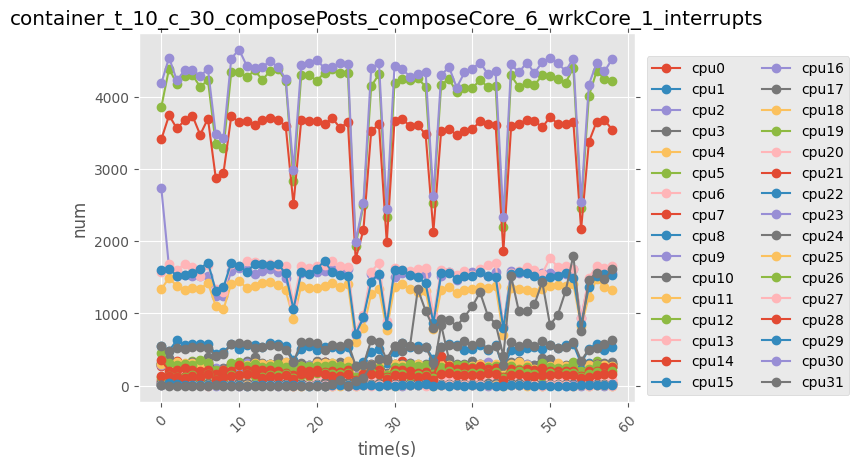 container_t_10_c_30_composePosts_composeCore_6_wrkCore_1_interrupts
num
4000
3000
2000
1000
0
0
10
20
30
40
50
60
time(s)
cpu0
cpu1
cpu2
cpu3
cpu4
cpu5
cpu6
cpu7
cpu8
cpu9
cpu10
cpu11
cpu12
cpu13
cpu14
cpu15
cpu16
cpu17
cpu18
cpu19
cpu20
cpu21
cpu22
cpu23
cpu24
cpu25
cpu26
cpu27
cpu28
cpu29
cpu30
cpu31